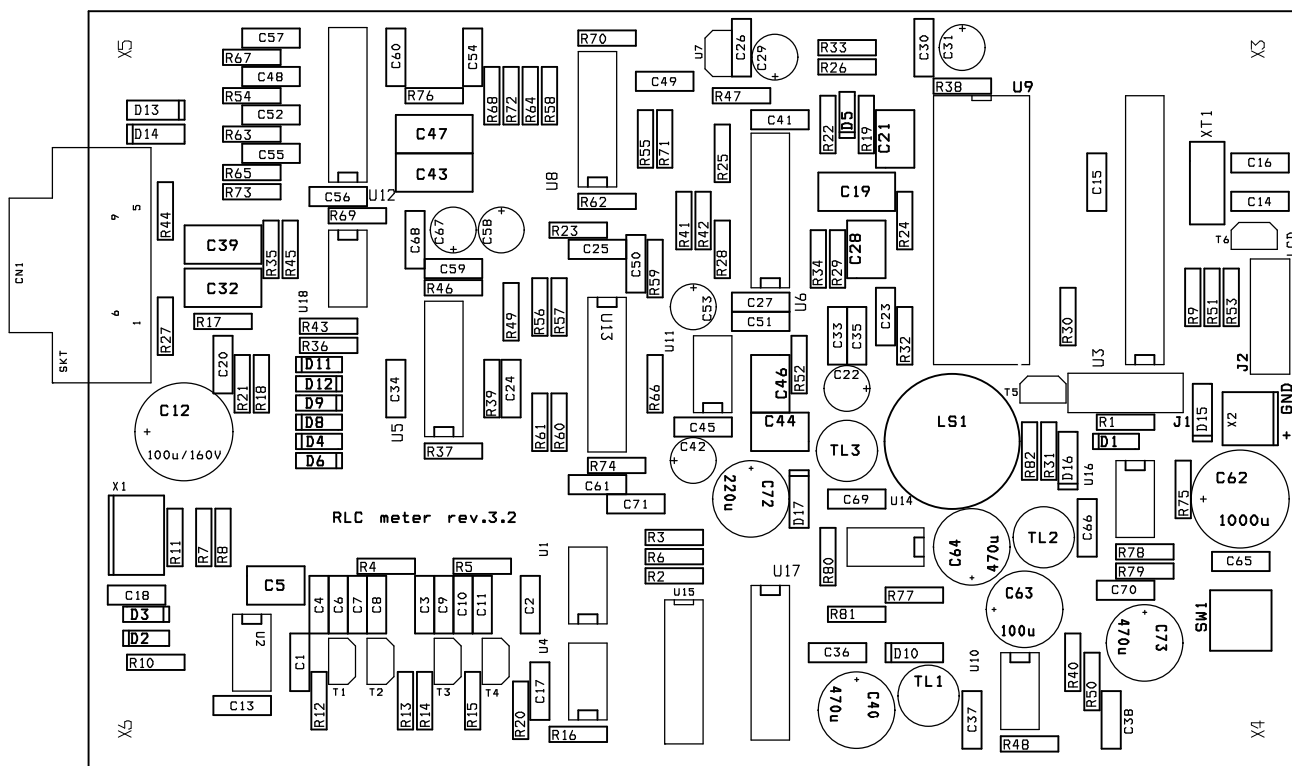 X5
C57
R67
C48
R54
C52
R63
C55
R65
R73
D13
D14
C60
C54
R76
R68
R72
R64
R58
C47
C43
R70
U8
R62
C49
U7
C26
C29
R33
R26
R47
C41
C30
C31
R38
U9
X3
R55
R71
R25
R22
D5
R19
C21
C19
C15
XT1
C16
C14
T6
R44
9
5
6
1
CN1
SKT
R27
C39
C32
R17
R35
R45
C56
U12
R69
U18
R43
R36
C68
C67
C58
C59
R46
R23
C25
C50
R59
R41
R42
R28
C53
C27
C51
U6
R34
R29
C28
R24
C33
C35
C23
R32
R30
R9
R51
R53
J2
R49
R56
R57
U13
U11
C20
R21
R18
D11
D12
D9
D8
D4
D6
C34
U5
R39
C24
R61
R60
R66
C46
R52
C22
C44
C45
C42
R37
R74
C61
C71
C12
+
100u/160V
LS1
TL3
T5
U3
J1
R1
D1
D15
X2
GND
+
R82
R31
D16
U16
R75
C62
+
1000u
X1
R11
R7
R8
RLC meter rev.3.2
C72
220u
D17
C69
U14
R80
C64
470u
TL2
C66
R78
R79
C70
C65
R3
R6
R2
U15
U17
U1
R4
R5
C5
C18
D3
D2
R10
U2
C4
C6
C7
C8
C3
C9
C10
C11
C2
C1
T1
T2
T3
T4
U4
C17
R12
R13
R14
R15
R20
R16
C13
R77
R81
C63
100u
C36
D10
C40
470u
TL1
C37
U10
R48
R40
R50
C38
C73
470u
SW1
X6
X4